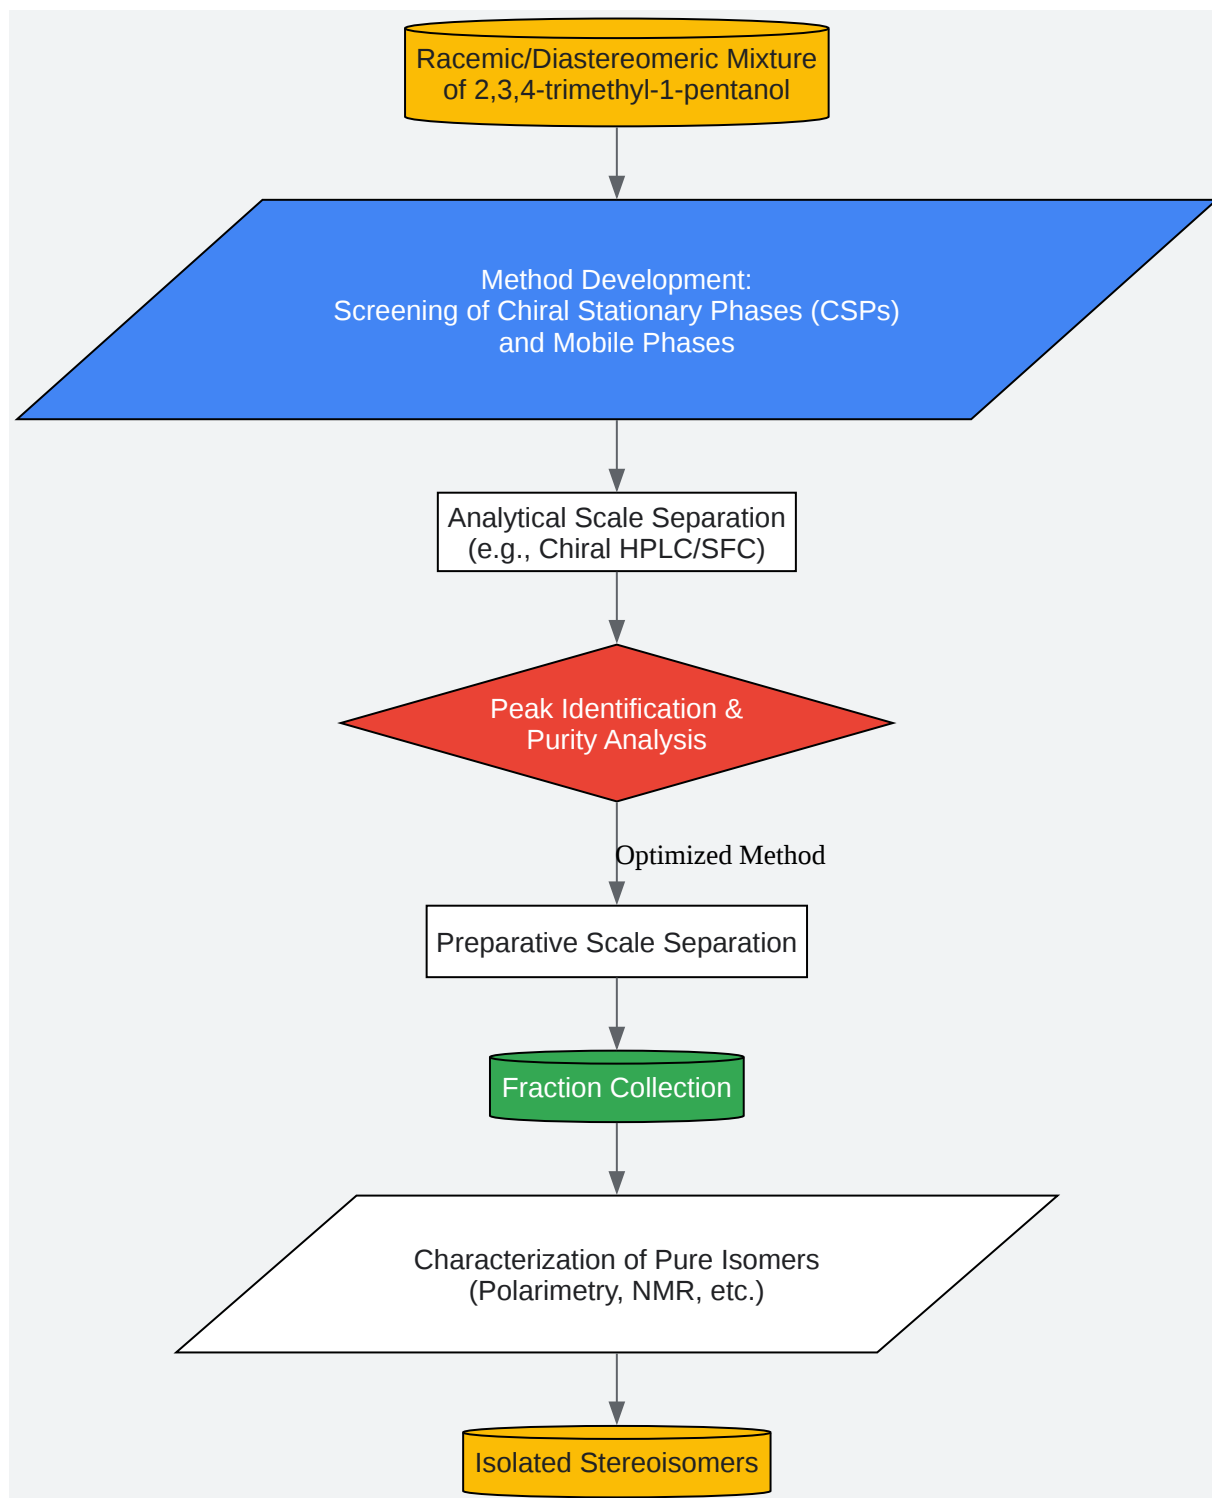 Racemic/Diastereomeric Mixture
of 2,3,4-trimethyl-1-pentanol
Method Development:
Screening of Chiral Stationary Phases (CSPs)
and Mobile Phases
Analytical Scale Separation
(e.g., Chiral HPLC/SFC)
Peak Identification &
Purity Analysis
Optimized Method
Preparative Scale Separation
Fraction Collection
Characterization of Pure Isomers
(Polarimetry, NMR, etc.)
Isolated Stereoisomers